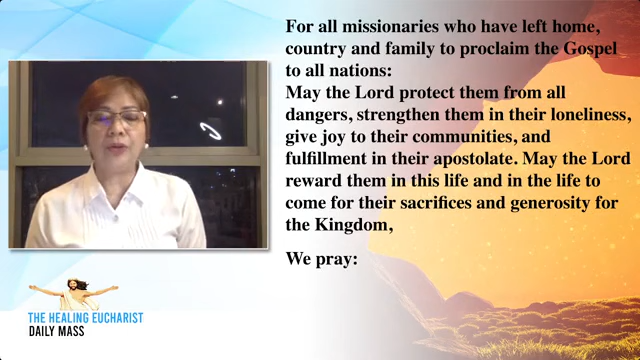 For all missionaries who have left home,
country and family to proclaim the Gospel
to all nations:
May the Lord protect them from all
dangers, strengthen them in their loneliness,
give joy to their communities, and
fulfillment in their apostolate. May the Lord
reward them in this life and in the life to
come for their sacrifices and generosity for
the Kingdom,
We pray:
THE HEALING EUCHARIST
DAILY MASS